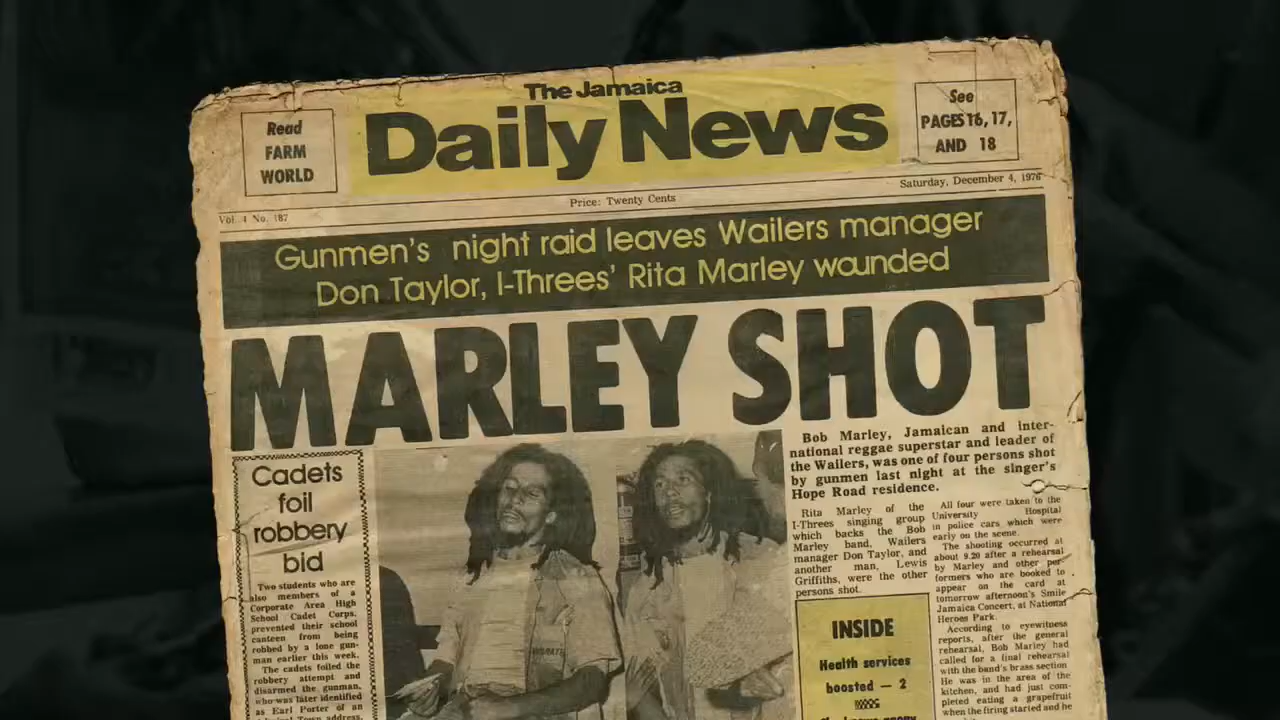 Read
FARM
WORLD
The Jamaica
Daily News
See
PAGES 16, 17,
AND 18
Vol. 4 No. 187
Price: Twenty Cents
Saturday, December 4, 1976
Gunmen's night raid leaves Wailers manager
Don Taylor, I-Threes' Rita Marley wounded
MARLEY SHOT
Cadets
foil
robbery
bid
Two students who are
also members of a
Corporate Area High
School Cadet Corps,
prevented their school
canteen from being
robbed by a lone gun-
man earlier this week.
The cadets foiled the
robbery attempt and
disarmed the gunman,
who was later identified
as Earl Porter of an
Town address,
Bob Marley, Jamaican and inter-
national reggae superstar and leader of
the Wailers, was one of four persons shot
by gunmen last night at the singer's
Hope Road residence.
Rita Marley of the
I-Threes singing group
which backs the Bob
Marley band, Wailers
manager Don Taylor, and
another man, Lewis
Griffiths, were the other
persons shot.
INSIDE
Health services
boosted — 2
All four were taken to the
University Hospital
in police cars which were
early on the scene.
The shooting occurred at
about 9.20 after a rehearsal
by Marley and other per-
formers who are booked to
appear on the card at
tomorrow afternoon's Smile
Jamaica Concert, at National
Heroes Park.
According to eyewitness
reports, after the general
rehearsal, Bob Marley had
called for a final rehearsal
with the band's brass section
He was in the area of the
kitchen, and had just com-
pleted eating a grapefruit
when the firing started and he